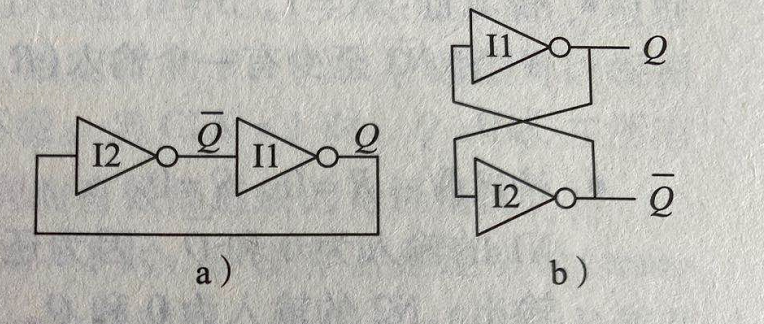 I1 Q
I2 Q̅ I1 Q
I2 Q̅
a) b)